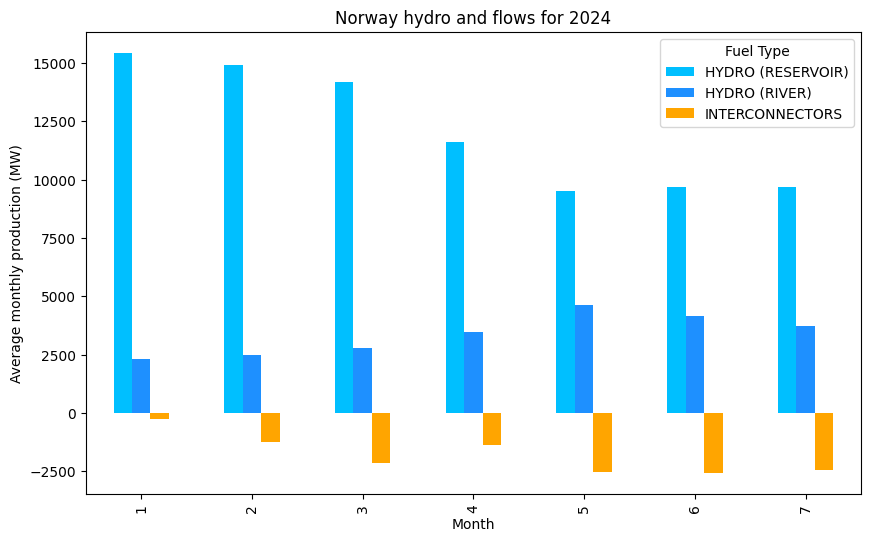 Norway hydro and flows for 2024
Fuel Type
HYDRO (RESERVOIR)
HYDRO (RIVER)
INTERCONNECTORS
Average monthly production (MW)
15000
12500
10000
7500
5000
2500
0
−2500
1 2 3 4 5 6 7
Month